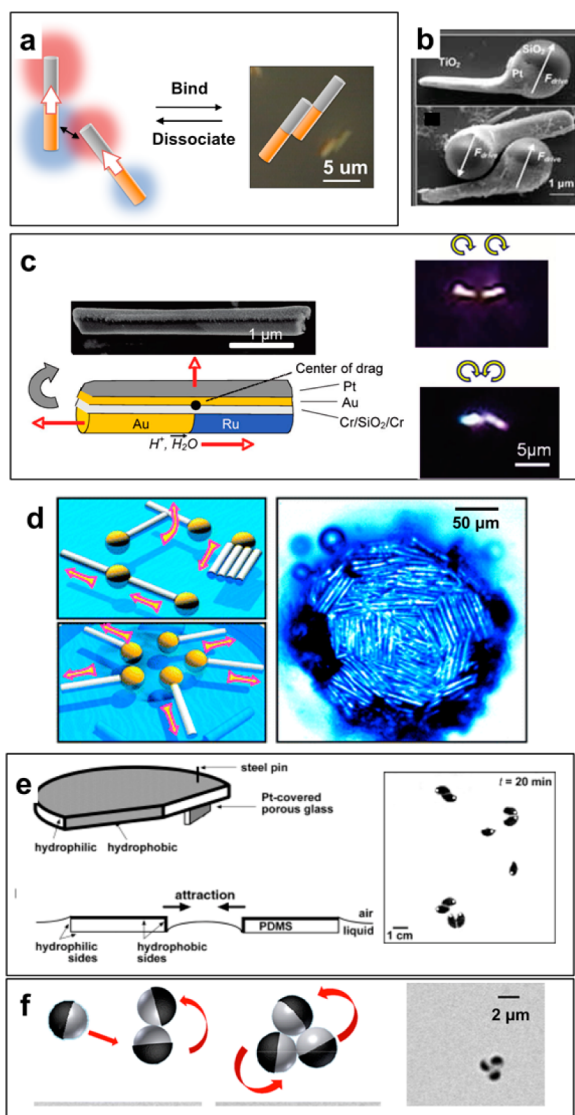 a
Bind
Dissociate
5 um
b
TiO2
SiO2
Pt
Fdrive
Fdrive
Fdrive
1 µm
c
1 µm
Center of drag
Pt
Au
Cr/SiO2/Cr
Au
Ru
H+, H2O
5µm
d
50 µm
e
steel pin
Pt-covered
porous glass
hydrophilic
hydrophobic
attraction
air
liquid
PDMS
hydrophilic
sides
hydrophobic
sides
t = 20 min
1 cm
f
2 µm